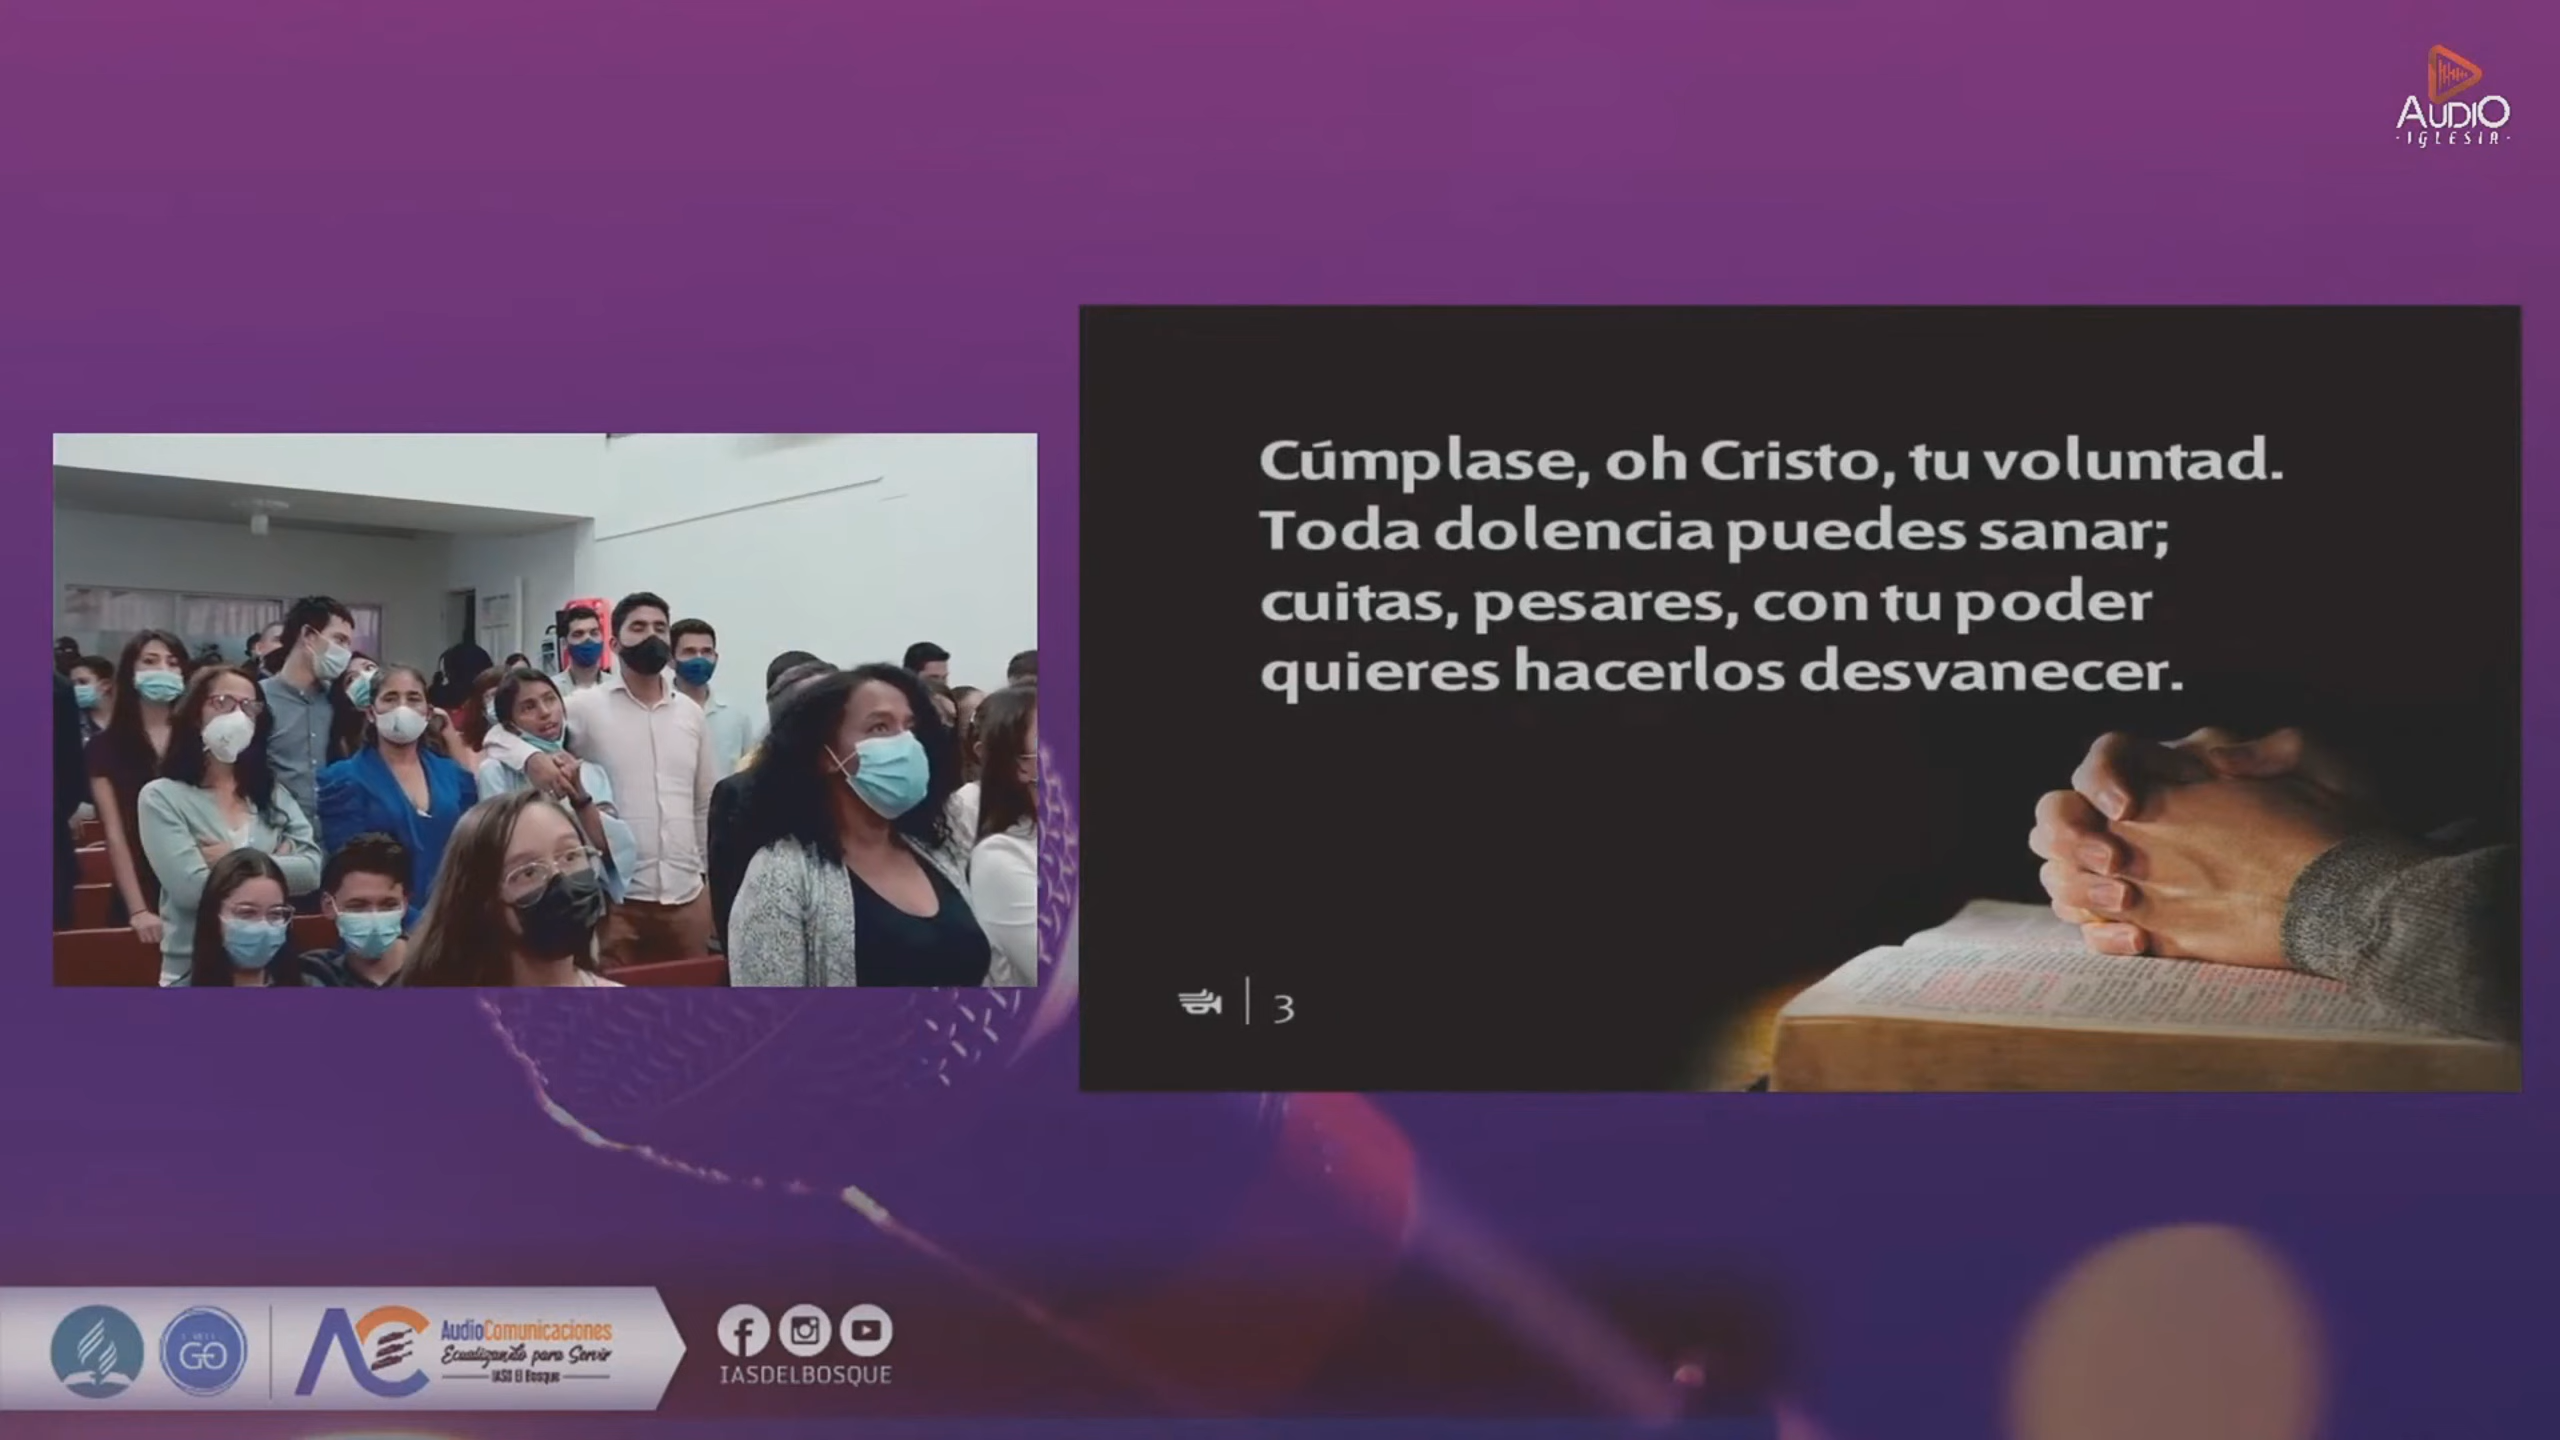 AUDIO
IGLESIA
Cúmplase, oh Cristo, tu voluntad.
Toda dolencia puedes sanar;
cuitas, pesares, con tu poder
quieres hacerlos desvanecer.
3
GO
AudioComunicaciones
Ecualizando para Servir
IASD El Bosque
IASDELBOSQUE